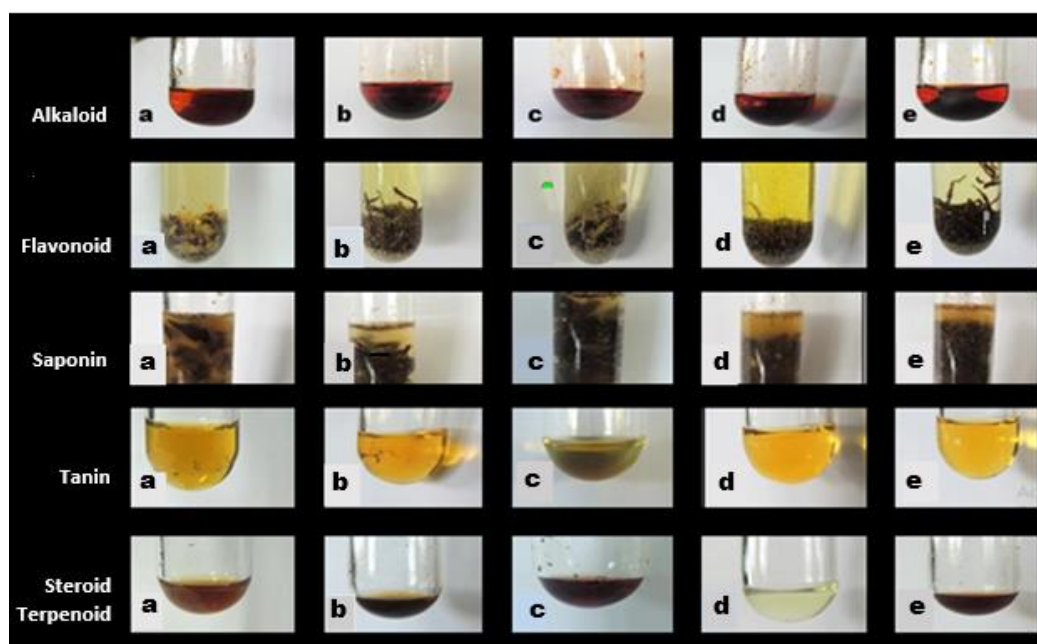 Alkaloid a b c d e
Flavonoid a b c d e
Saponin a b c d e
Tanin a b c d e
Steroid
Terpenoid a b c d e